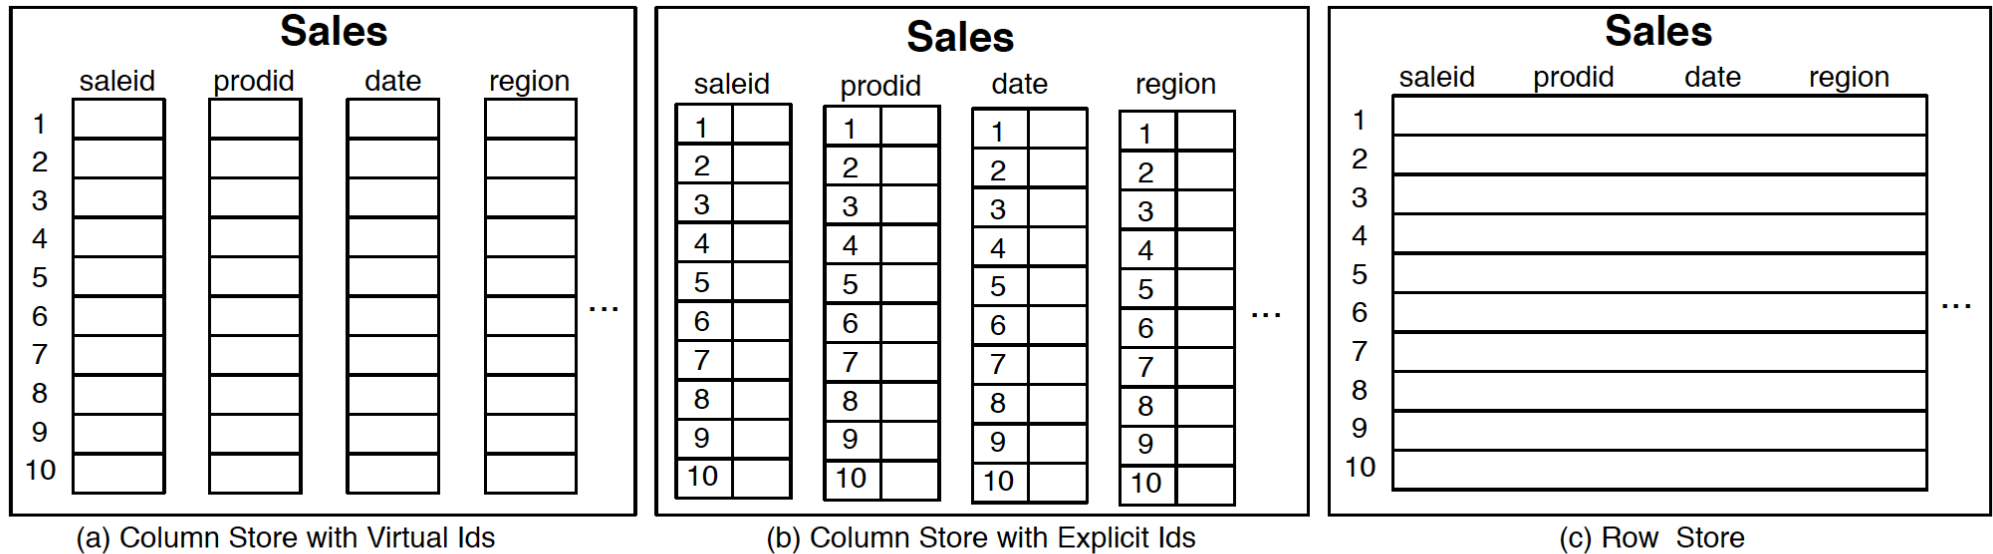 Sales
saleid prodid date region
1
2
3
4
5
6
7
8
9
10
...
(a) Column Store with Virtual Ids
Sales
saleid prodid date region
1 1 1 1
2 2 2 2
3 3 3 3
4 4 4 4
5 5 5 5
6 6 6 6
7 7 7 7
8 8 8 8
9 9 9 9
10 10 10 10
...
(b) Column Store with Explicit Ids
Sales
saleid prodid date region
1
2
3
4
5
6
7
8
9
10
...
(c) Row Store